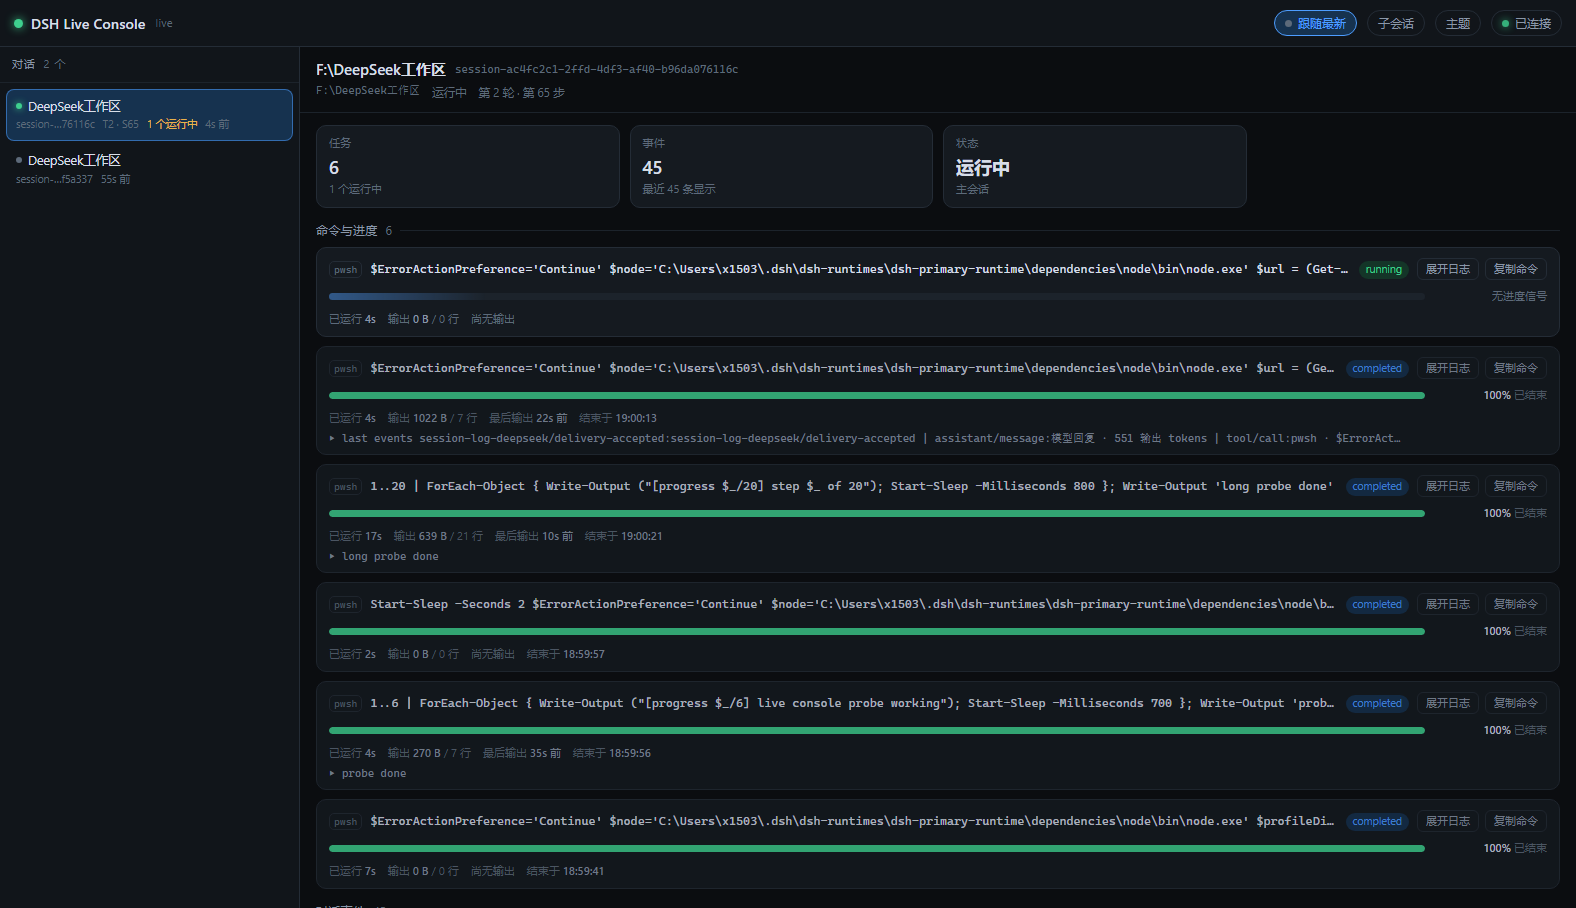 DSH Live Console live
跟随最新 子会话 主题 已连接
对话 2 个
DeepSeek工作区
session-…76116c T2 · S65 1 个运行中 4s 前
DeepSeek工作区
session-…f5a337 55s 前
F:\DeepSeek工作区 session-ac4fc2c1-2ffd-4df3-af40-b96da076116c
F:\DeepSeek工作区 运行中 第 2 轮 · 第 65 步
任务
6
1 个运行中
事件
45
最近 45 条显示
状态
运行中
主会话
命令与进度 6
pwsh $ErrorActionPreference='Continue' $node='C:\Users\x1503\.dsh\dsh-runtimes\dsh-primary-runtime\dependencies\node\bin\node.exe' $url = (Get-… running 展开日志 复制命令
无进度信号
已运行 4s 输出 0 B / 0 行 尚无输出
pwsh $ErrorActionPreference='Continue' $node='C:\Users\x1503\.dsh\dsh-runtimes\dsh-primary-runtime\dependencies\node\bin\node.exe' $url = (Ge… completed 展开日志 复制命令
100% 已结束
已运行 4s 输出 1022 B / 7 行 最后输出 22s 前 结束于 19:00:13
▸ last events session-log-deepseek/delivery-accepted:session-log-deepseek/delivery-accepted | assistant/message:模型回复 · 551 输出 tokens | tool/call:pwsh · $ErrorAct…
pwsh 1..20 | ForEach-Object { Write-Output ("[progress $_/20] step $_ of 20"); Start-Sleep -Milliseconds 800 }; Write-Output 'long probe done' completed 展开日志 复制命令
100% 已结束
已运行 17s 输出 639 B / 21 行 最后输出 10s 前 结束于 19:00:21
▸ long probe done
pwsh Start-Sleep -Seconds 2 $ErrorActionPreference='Continue' $node='C:\Users\x1503\.dsh\dsh-runtimes\dsh-primary-runtime\dependencies\node\b… completed 展开日志 复制命令
100% 已结束
已运行 2s 输出 0 B / 0 行 尚无输出 结束于 18:59:57
pwsh 1..6 | ForEach-Object { Write-Output ("[progress $_/6] live console probe working"); Start-Sleep -Milliseconds 700 }; Write-Output 'prob… completed 展开日志 复制命令
100% 已结束
已运行 4s 输出 270 B / 7 行 最后输出 35s 前 结束于 18:59:56
▸ probe done
pwsh $ErrorActionPreference='Continue' $node='C:\Users\x1503\.dsh\dsh-runtimes\dsh-primary-runtime\dependencies\node\bin\node.exe' $profileDi… completed 展开日志 复制命令
100% 已结束
已运行 7s 输出 0 B / 0 行 尚无输出 结束于 18:59:41